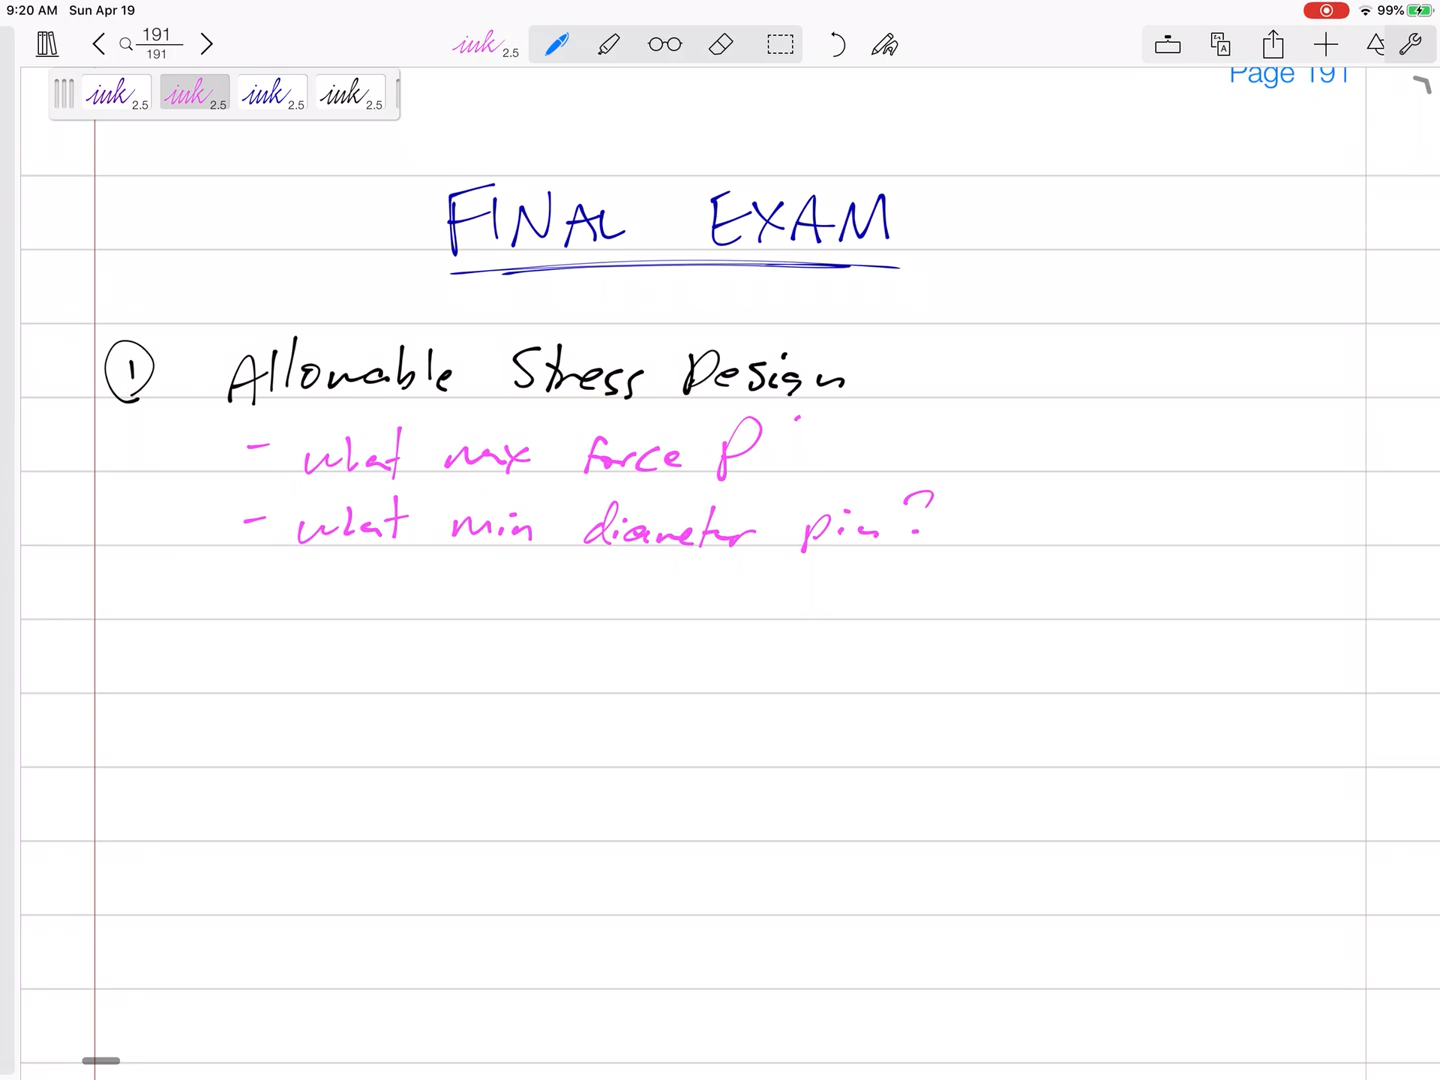 9:20 AM Sun Apr 19
99%
191
191
ink 2.5
Page 191
ink 2.5 ink 2.5 ink 2.5 ink 2.5
FINAL EXAM
1 Allowable Stress Design
- what max force P
- what min diameter pin?